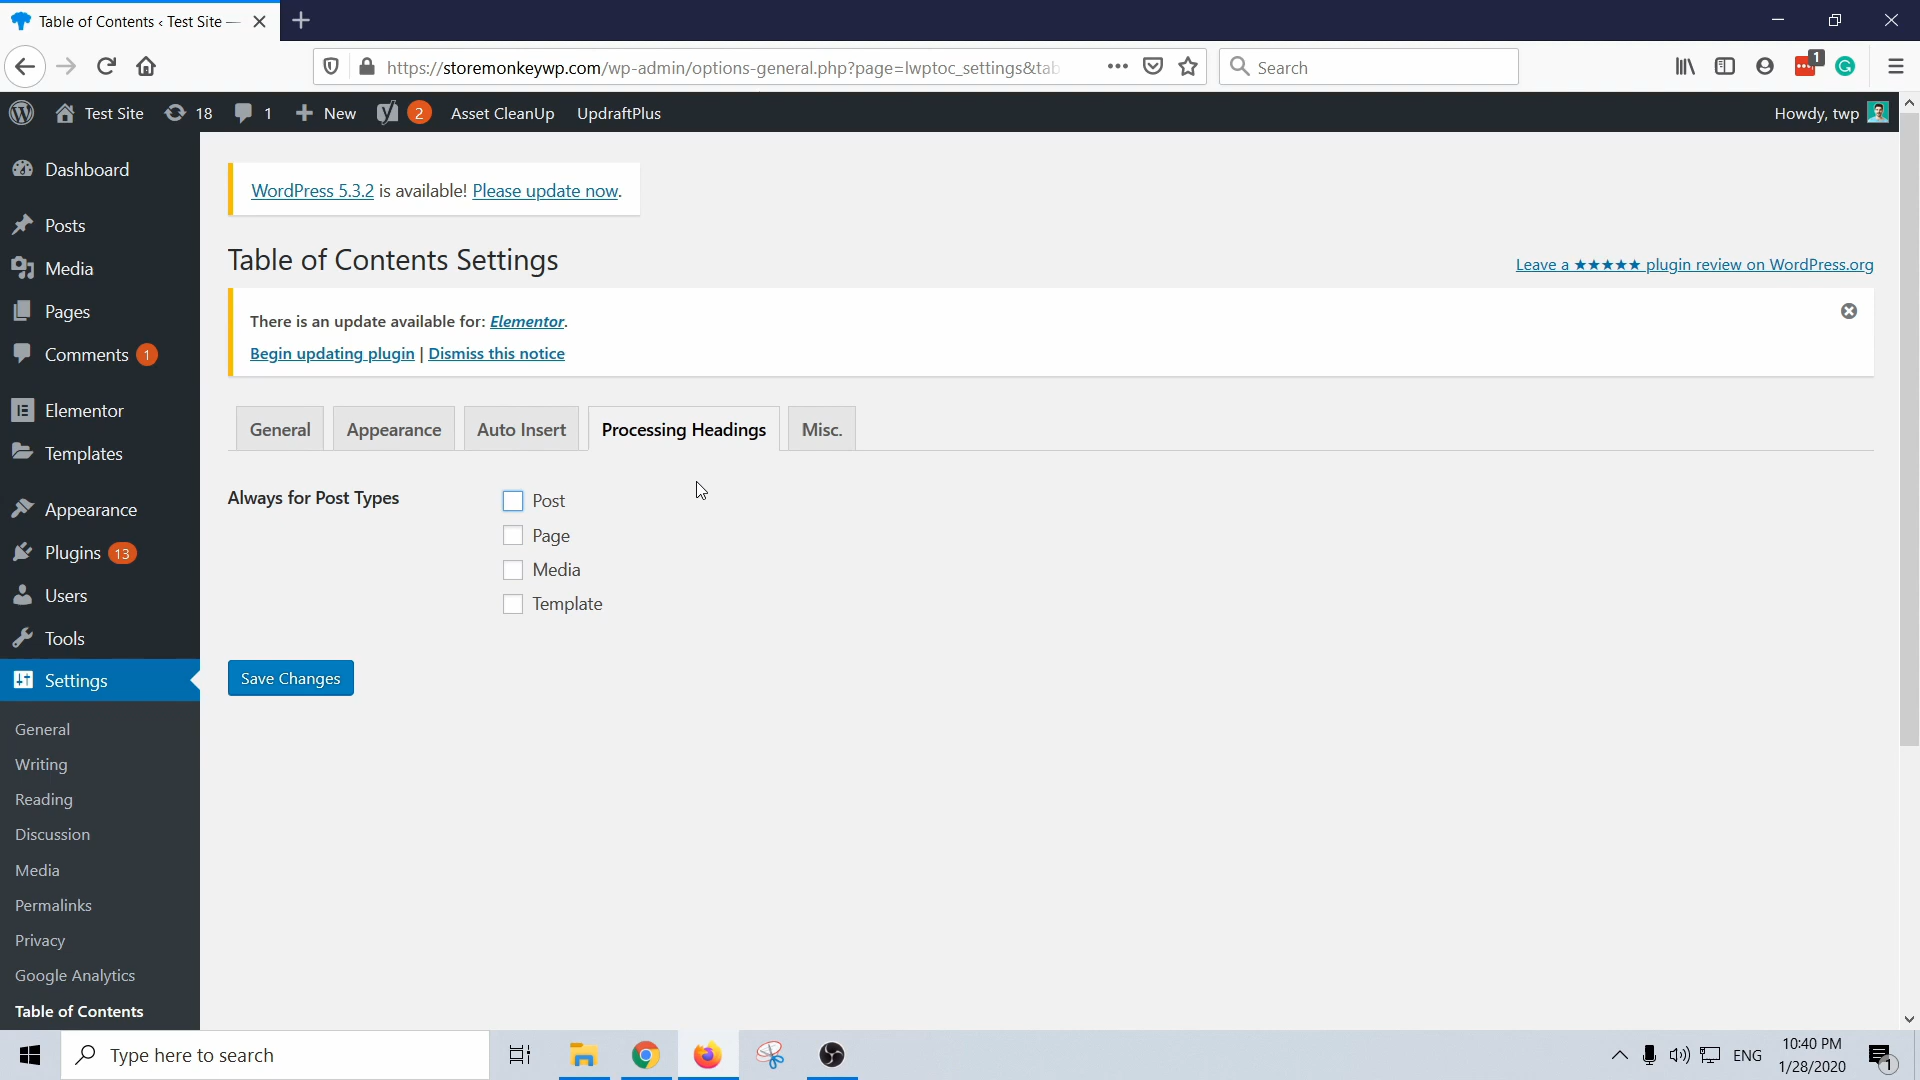 Table of Contents ‹ Test Site —
https://storemonkeywp.com/wp-admin/options-general.php?page=lwptoc_settings&tab
Search
1
Test Site
18
1
New
2
Asset CleanUp
UpdraftPlus
Howdy, twp
Dashboard
Posts
Media
Pages
Comments 1
Elementor
Templates
Appearance
Plugins 13
Users
Tools
Settings
General
Writing
Reading
Discussion
Media
Permalinks
Privacy
Google Analytics
Table of Contents
WordPress 5.3.2 is available! Please update now.
Table of Contents Settings
Leave a ★★★★★ plugin review on WordPress.org
There is an update available for: Elementor.
Begin updating plugin | Dismiss this notice
General
Appearance
Auto Insert
Processing Headings
Misc.
Always for Post Types
Post
Page
Media
Template
Save Changes
Type here to search
ENG
10:40 PM
1/28/2020
1